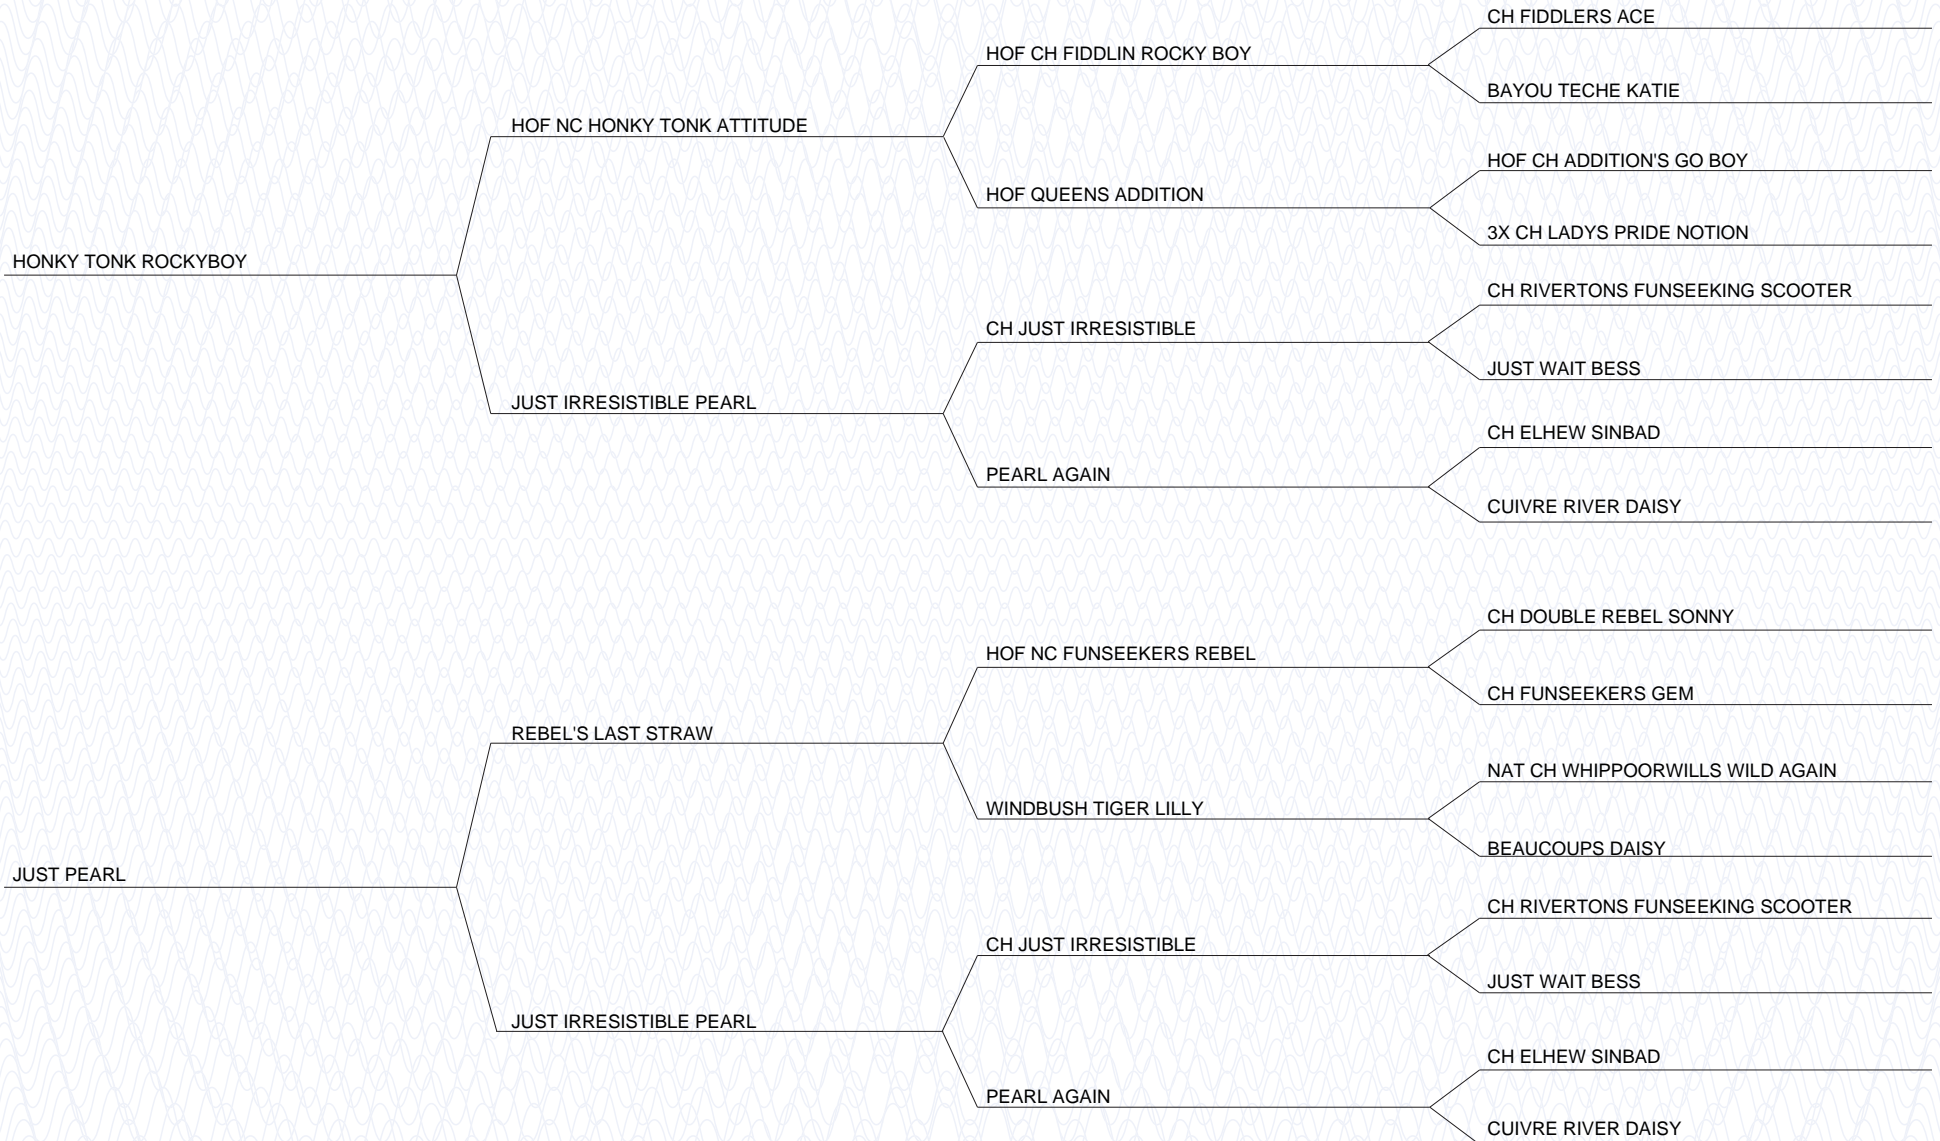 CH FIDDLERS ACE
HOF CH FIDDLIN ROCKY BOY
BAYOU TECHE KATIE
HOF NC HONKY TONK ATTITUDE
HOF CH ADDITION'S GO BOY
HOF QUEENS ADDITION
3X CH LADYS PRIDE NOTION
HONKY TONK ROCKYBOY
CH RIVERTONS FUNSEEKING SCOOTER
CH JUST IRRESISTIBLE
JUST WAIT BESS
JUST IRRESISTIBLE PEARL
CH ELHEW SINBAD
PEARL AGAIN
CUIVRE RIVER DAISY
CH DOUBLE REBEL SONNY
HOF NC FUNSEEKERS REBEL
CH FUNSEEKERS GEM
REBEL'S LAST STRAW
NAT CH WHIPPOORWILLS WILD AGAIN
WINDBUSH TIGER LILLY
BEAUCOUPS DAISY
JUST PEARL
CH RIVERTONS FUNSEEKING SCOOTER
CH JUST IRRESISTIBLE
JUST WAIT BESS
JUST IRRESISTIBLE PEARL
CH ELHEW SINBAD
PEARL AGAIN
CUIVRE RIVER DAISY